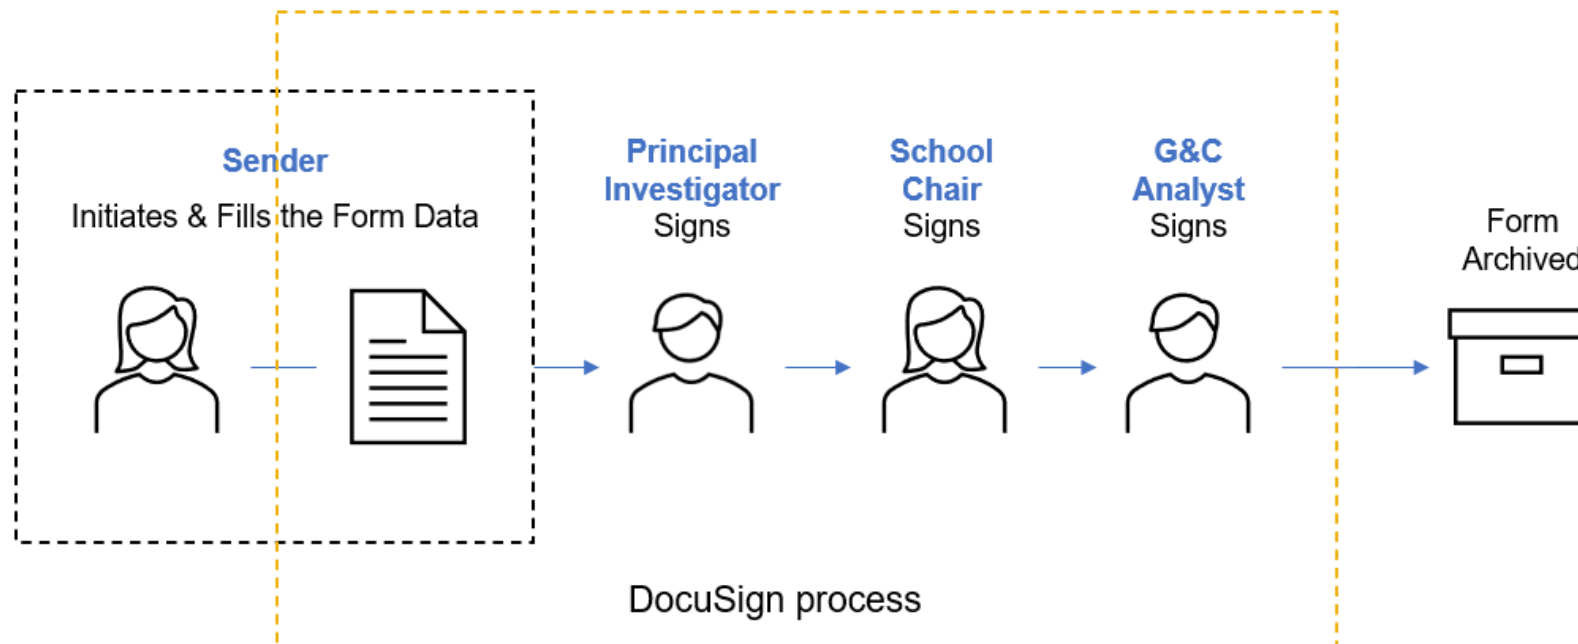 Sender
Initiates & Fills the Form Data
Principal
Investigator
Signs
School
Chair
Signs
G&C
Analyst
Signs
Form
Archived
DocuSign process